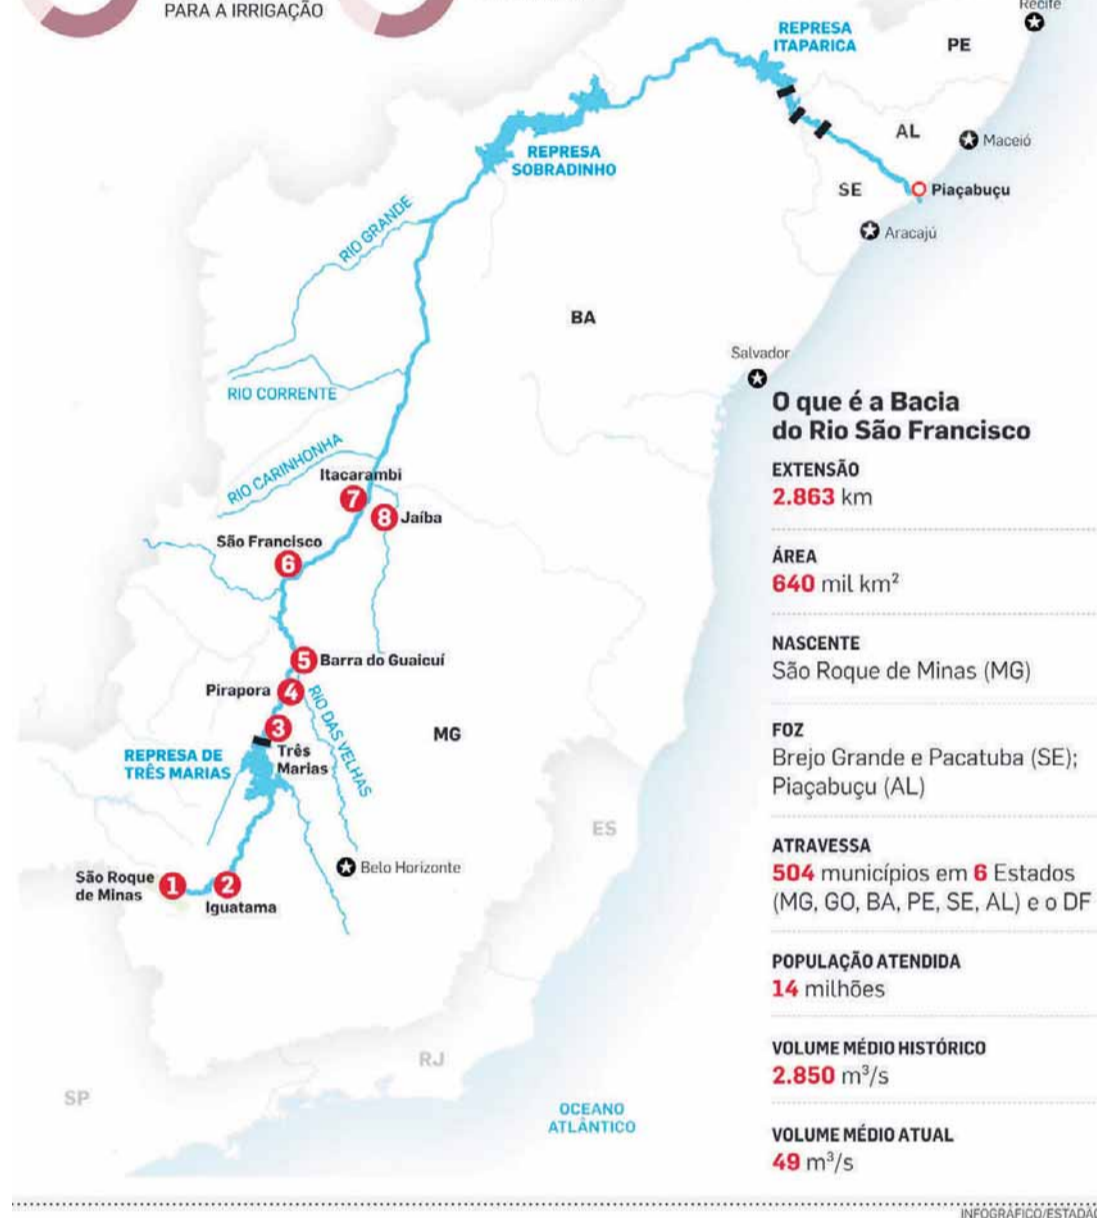 PARA A IRRIGAÇÃO
Recife
REPRESA
ITAPARICA
PE
AL
Maceió
REPRESA
SOBRADINHO
SE
Piaçabuçu
Aracajú
RIO GRANDE
BA
Salvador
RIO CORRENTE
RIO CARINHONHA
Itacarambi
7
8 Jaíba
São Francisco
6
5 Barra do Guaicuí
Pirapora 4
RIO DAS VELHAS
3
Três
Marias
REPRESA DE
TRÊS MARIAS
MG
ES
Belo Horizonte
São Roque
de Minas
1
2
Iguatama
RJ
SP
OCEANO
ATLÂNTICO
O que é a Bacia
do Rio São Francisco
EXTENSÃO
2.863 km
ÁREA
640 mil km²
NASCENTE
São Roque de Minas (MG)
FOZ
Brejo Grande e Pacatuba (SE);
Piaçabuçu (AL)
ATRAVESSA
504 municípios em 6 Estados
(MG, GO, BA, PE, SE, AL) e o DF
POPULAÇÃO ATENDIDA
14 milhões
VOLUME MÉDIO HISTÓRICO
2.850 m³/s
VOLUME MÉDIO ATUAL
49 m³/s
INFOGRÁFICO/ESTADÃO